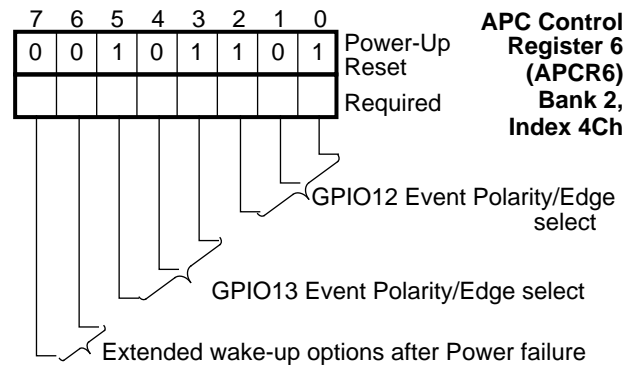 7 6 5 4 3 2 1 0
0 0 1 0 1 1 0 1
Power-Up
Reset
Required
APC Control
Register 6
(APCR6)
Bank 2,
Index 4Ch
GPIO12 Event Polarity/Edge
select
GPIO13 Event Polarity/Edge select
Extended wake-up options after Power failure